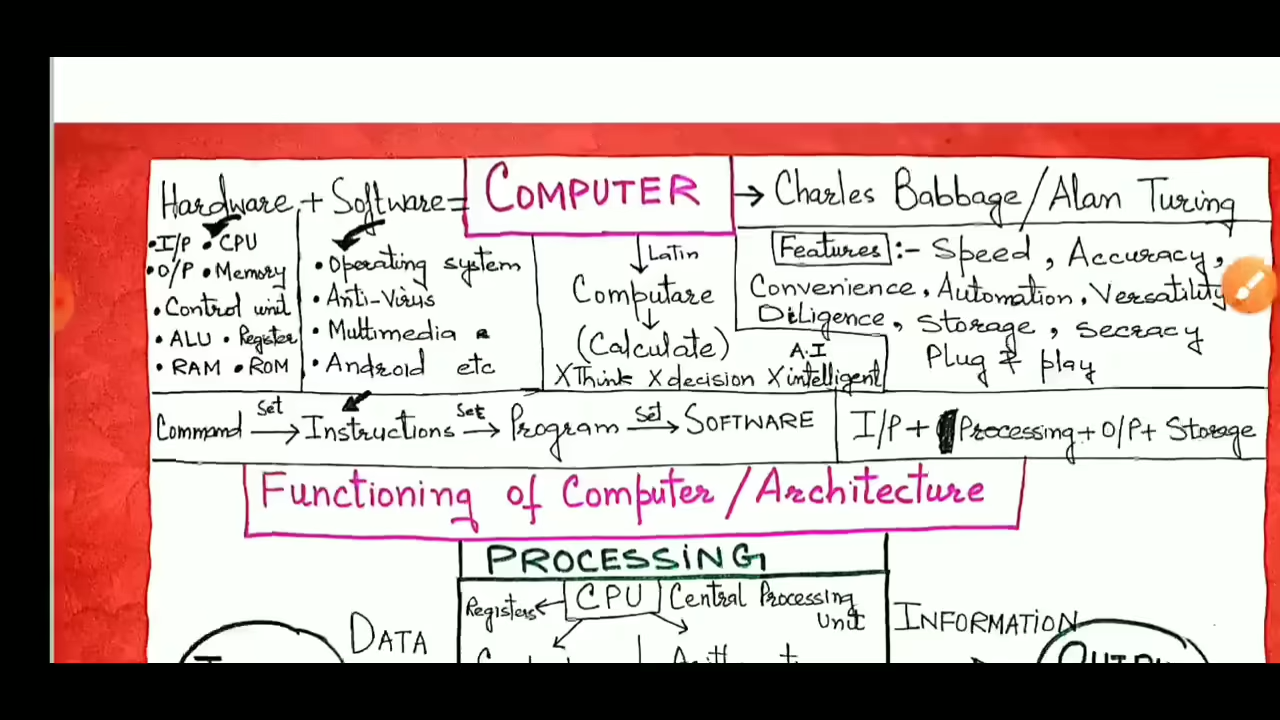 Hardware + Software = COMPUTER → Charles Babbage/Alan Turing
• I/P • CPU
• O/P • Memory
• Control unit
• ALU • Register
• RAM • ROM
• Operating system
• Anti-Virus
• Multimedia
• Android etc
Latin
Computare
(Calculate)
A.I
X Think X decision X intelligent
Features :- Speed, Accuracy,
Convenience, Automation, Versatility
Diligence, Storage, Secracy
Plug & play
Command Set → Instructions Set → Program Set → SOFTWARE
I/P + Processing + O/P + Storage
Functioning of Computer/Architecture
PROCESSING
Registers ← CPU Central Processing
Unit
DATA
INFORMATION